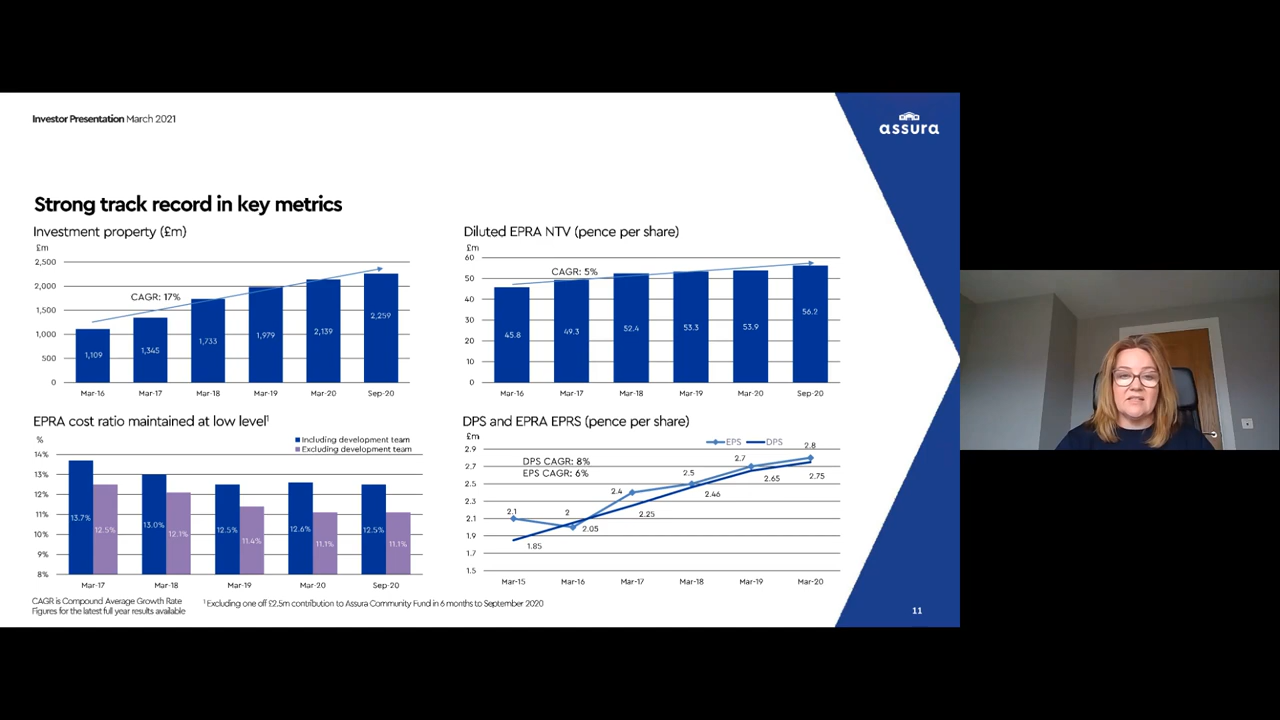 Investor Presentation March 2021
assura
Strong track record in key metrics
Investment property (£m)
£m
2,500
2,000
1,500
1,000
500
0
CAGR: 17%
1,109
1,345
1,733
1,979
2,139
2,259
Mar-16 Mar-17 Mar-18 Mar-19 Mar-20 Sep-20
Diluted EPRA NTV (pence per share)
£m
60
50
40
30
20
10
0
CAGR: 5%
45.8
49.3
52.4
53.3
53.9
56.2
Mar-16 Mar-17 Mar-18 Mar-19 Mar-20 Sep-20
EPRA cost ratio maintained at low level¹
%
Including development team
Excluding development team
14%
13%
12%
11%
10%
9%
8%
13.7% 12.5% 13.0% 12.1% 12.5% 11.4% 12.6% 11.1% 12.5% 11.1%
Mar-17 Mar-18 Mar-19 Mar-20 Sep-20
DPS and EPRA EPRS (pence per share)
£m
EPS DPS
2.9
2.7
2.5
2.3
2.1
1.9
1.7
1.5
DPS CAGR: 8%
EPS CAGR: 6%
2.1
2
2.4
2.5
2.7
2.8
1.85
2.05
2.25
2.46
2.65
2.75
Mar-15 Mar-16 Mar-17 Mar-18 Mar-19 Mar-20
CAGR is Compound Average Growth Rate
Figures for the latest full year results available
¹ Excluding one off £2.5m contribution to Assura Community Fund in 6 months to September 2020
11